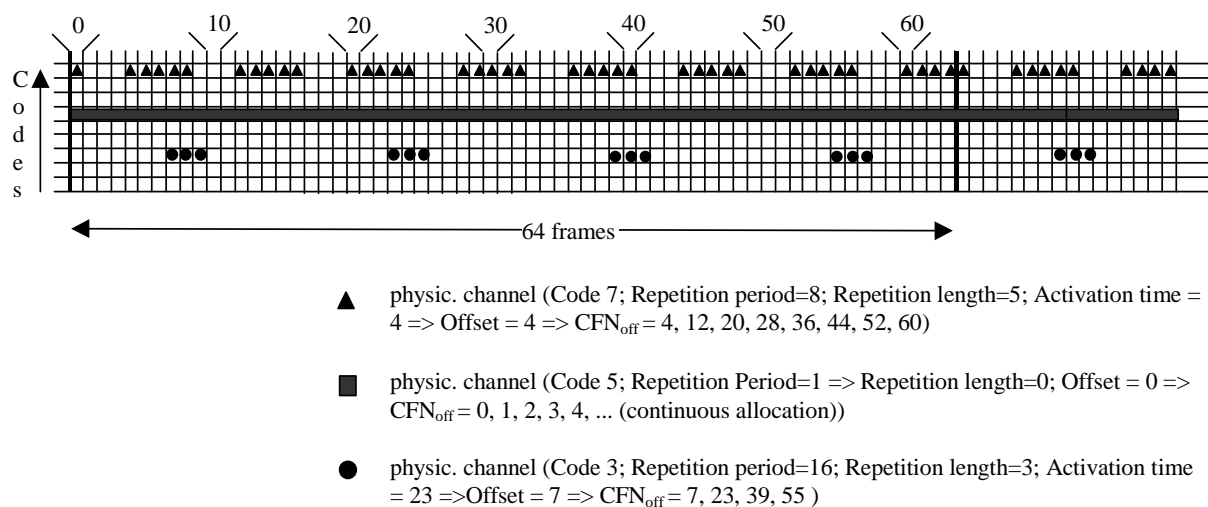 0 10 20 30 40 50 60
C
o
d
e
s
64 frames
physic. channel (Code 7; Repetition period=8; Repetition length=5; Activation time =
4 => Offset = 4 => CFNoff = 4, 12, 20, 28, 36, 44, 52, 60)
physic. channel (Code 5; Repetition Period=1 => Repetition length=0; Offset = 0 =>
CFNoff = 0, 1, 2, 3, 4, ... (continuous allocation))
physic. channel (Code 3; Repetition period=16; Repetition length=3; Activation time
= 23 =>Offset = 7 => CFNoff = 7, 23, 39, 55 )